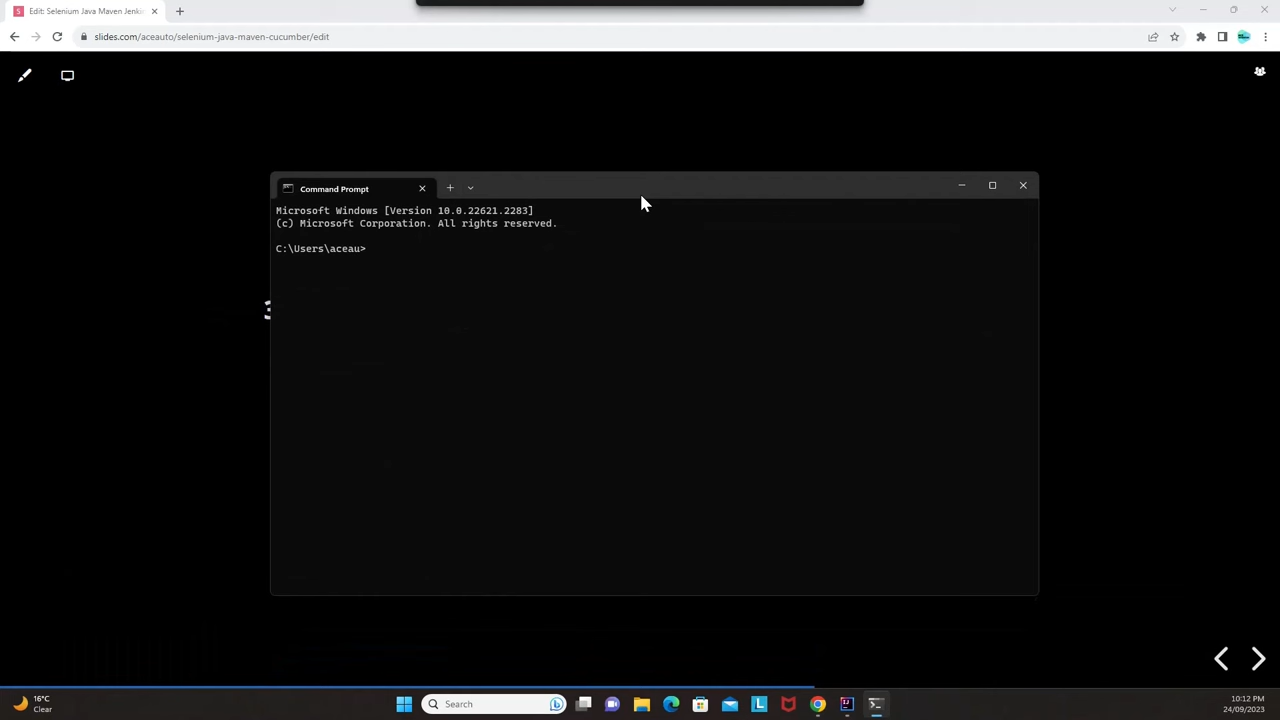 Edit: Selenium Java Maven Jenki
slides.com/aceauto/selenium-java-maven-cucumber/edit
Command Prompt
Microsoft Windows [Version 10.0.22621.2283]
(c) Microsoft Corporation. All rights reserved.
C:\Users\aceau>
3
16°C
Clear
Search
10:12 PM
24/09/2023